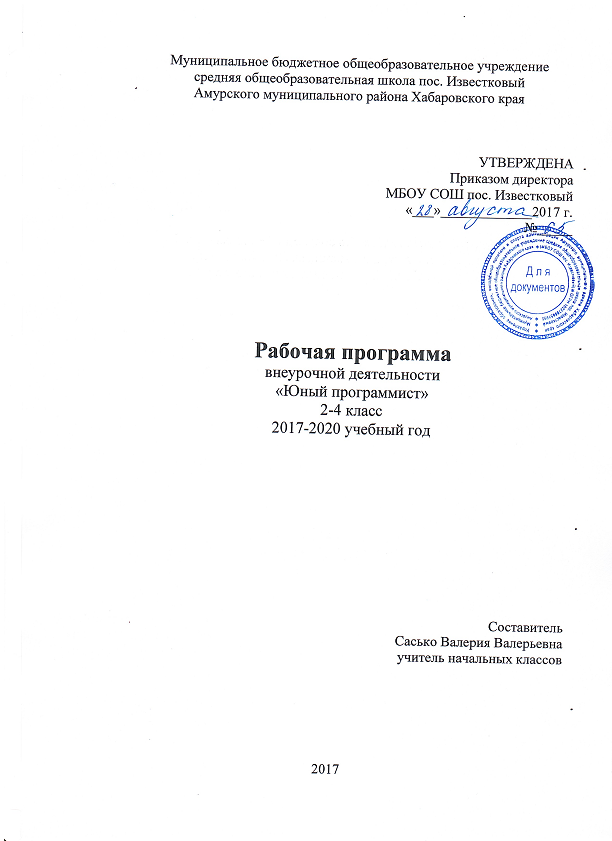 Муниципальное бюджетное общеобразовательное учреждение
средняя общеобразовательная школа пос. Известковый
Амурского муниципального района Хабаровского края
УТВЕРЖДЕНА
Приказом директора
МБОУ СОШ пос. Известковый
«28» августа 2017 г.
№
Для
документов
Рабочая программа
внеурочной деятельности
«Юный программист»
2-4 класс
2017-2020 учебный год
Составитель
Сасько Валерия Валерьевна
учитель начальных классов
2017